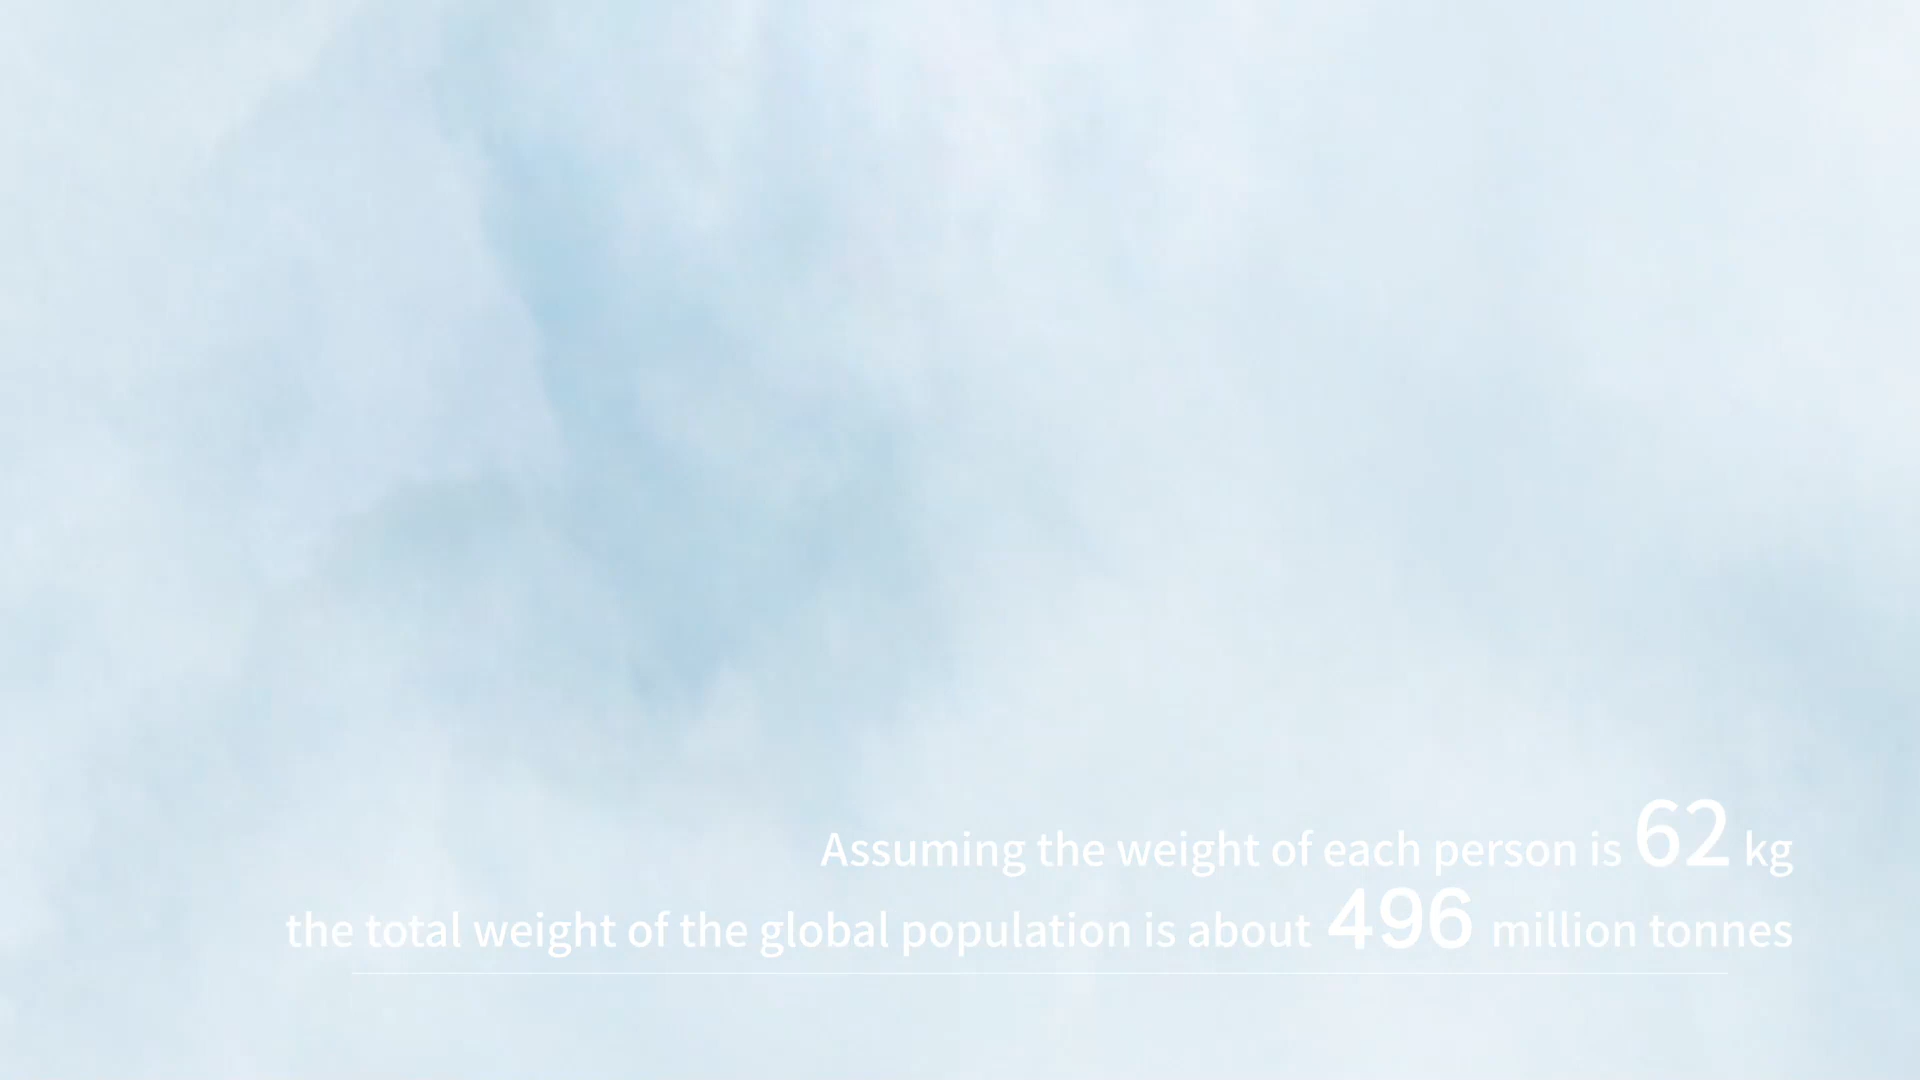 Assuming the weight of each person is 62 kg
the total weight of the global population is about 496 million tonnes